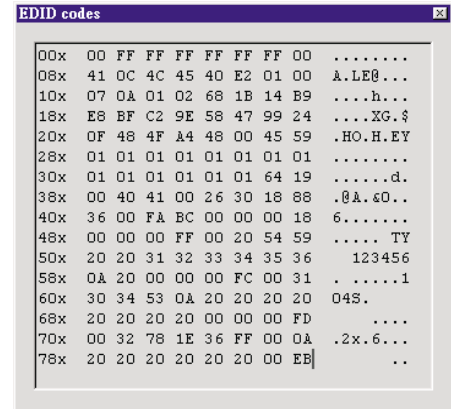 EDID codes
00x 00 FF FF FF FF FF FF 00 ........
08x 41 0C 4C 45 40 E2 01 00 A.LE@...
10x 07 0A 01 02 68 1B 14 B9 ....h...
18x E8 BF C2 9E 58 47 99 24 ....XG.$
20x 0F 48 4F A4 48 00 45 59 .HO.H.EY
28x 01 01 01 01 01 01 01 01 ........
30x 01 01 01 01 01 01 64 19 ......d.
38x 00 40 41 00 26 30 18 88 .@A.&0..
40x 36 00 FA BC 00 00 00 18 6.......
48x 00 00 00 FF 00 20 54 59 ..... TY
50x 20 20 31 32 33 34 35 36 123456
58x 0A 20 00 00 00 FC 00 31 . .....1
60x 30 34 53 0A 20 20 20 20 04S.
68x 20 20 20 20 00 00 00 FD ....
70x 00 32 78 1E 36 FF 00 0A .2x.6...
78x 20 20 20 20 20 20 00 EB ..